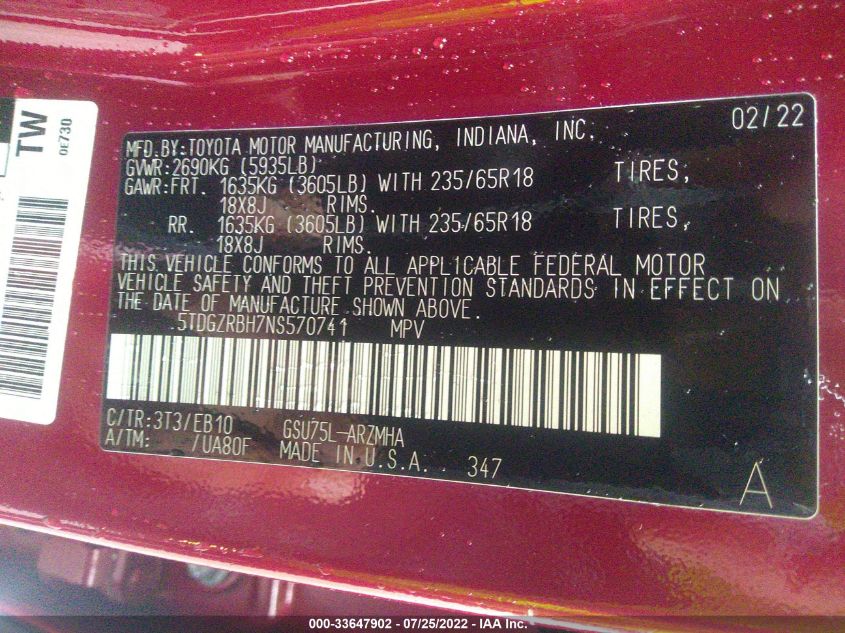 TW
0E730
02/22
MFD.BY:TOYOTA MOTOR MANUFACTURING, INDIANA, INC.
GVWR:2690KG (5935LB)
GAWR:FRT. 1635KG (3605LB) WITH 235/65R18 TIRES,
18X8J RIMS.
RR. 1635KG (3605LB) WITH 235/65R18 TIRES,
18X8J RIMS.
THIS VEHICLE CONFORMS TO ALL APPLICABLE FEDERAL MOTOR
VEHICLE SAFETY AND THEFT PREVENTION STANDARDS IN EFFECT ON
THE DATE OF MANUFACTURE SHOWN ABOVE.
5TDGZRBH7NS570741 MPV
C/TR:3T3/EB10 GSU75L-ARZMHA
A/TM: /UA80F MADE IN U.S.A. 347
A
000-33647902 - 07/25/2022 - IAA Inc.